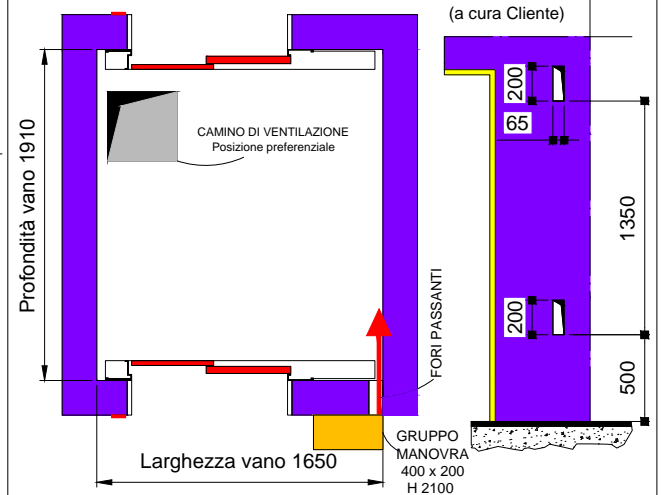 (a cura Cliente)
CAMINO DI VENTILAZIONE
Posizione preferenziale
Profondità vano 1910
FORI PASSANTI
Larghezza vano 1650
GRUPPO
MANOVRA
400 x 200
H 2100
200
65
1350
200
500